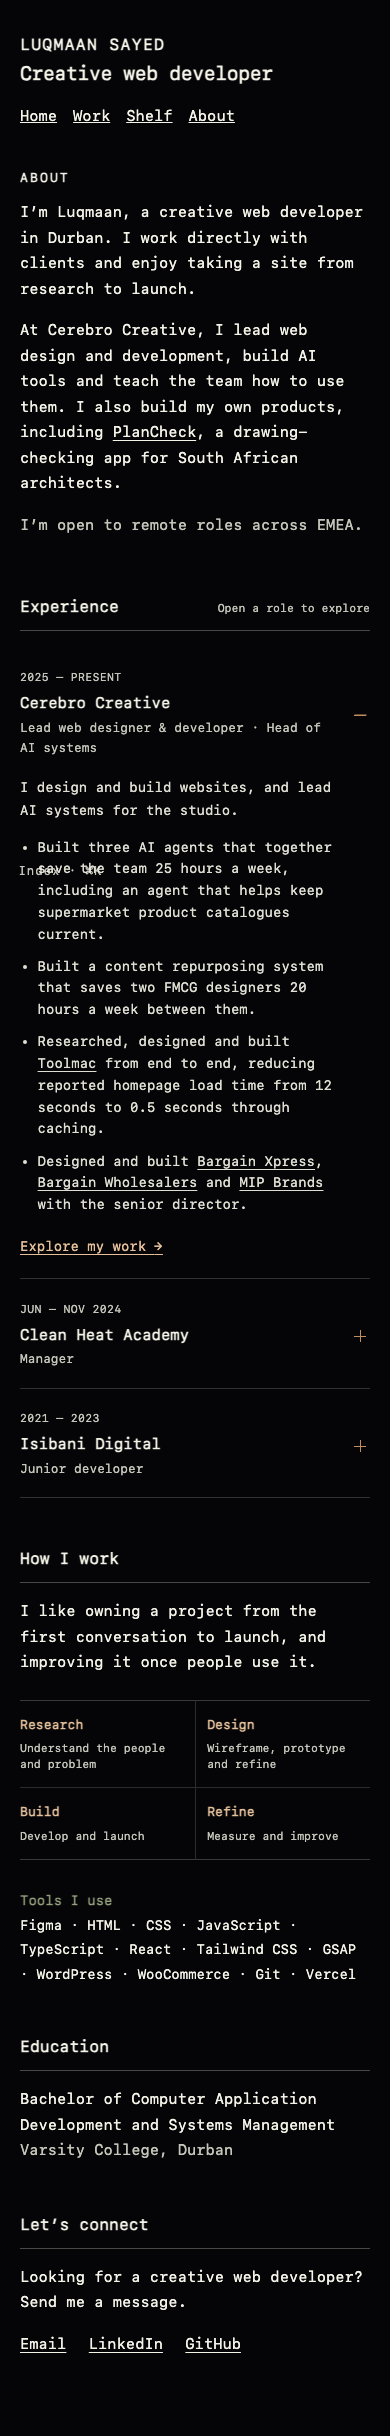 LUQMAAN SAYED
Creative web developer
Home Work Shelf About
ABOUT
I’m Luqmaan, a creative web developer
in Durban. I work directly with
clients and enjoy taking a site from
research to launch.
At Cerebro Creative, I lead web
design and development, build AI
tools and teach the team how to use
them. I also build my own products,
including PlanCheck, a drawing-
checking app for South African
architects.
I’m open to remote roles across EMEA.
Experience Open a role to explore
2025 — PRESENT
Cerebro Creative
Lead web designer & developer · Head of
AI systems
I design and build websites, and lead
AI systems for the studio.
• Built three AI agents that together
save the team 25 hours a week,
Index · ⌘K
including an agent that helps keep
supermarket product catalogues
current.
• Built a content repurposing system
that saves two FMCG designers 20
hours a week between them.
• Researched, designed and built
Toolmac from end to end, reducing
reported homepage load time from 12
seconds to 0.5 seconds through
caching.
• Designed and built Bargain Xpress,
Bargain Wholesalers and MIP Brands
with the senior director.
Explore my work →
JUN — NOV 2024
Clean Heat Academy
Manager
2021 — 2023
Isibani Digital
Junior developer
How I work
I like owning a project from the
first conversation to launch, and
improving it once people use it.
Research
Understand the people
and problem
Design
Wireframe, prototype
and refine
Build
Develop and launch
Refine
Measure and improve
Tools I use
Figma · HTML · CSS · JavaScript ·
TypeScript · React · Tailwind CSS · GSAP
· WordPress · WooCommerce · Git · Vercel
Education
Bachelor of Computer Application
Development and Systems Management
Varsity College, Durban
Let’s connect
Looking for a creative web developer?
Send me a message.
Email LinkedIn GitHub